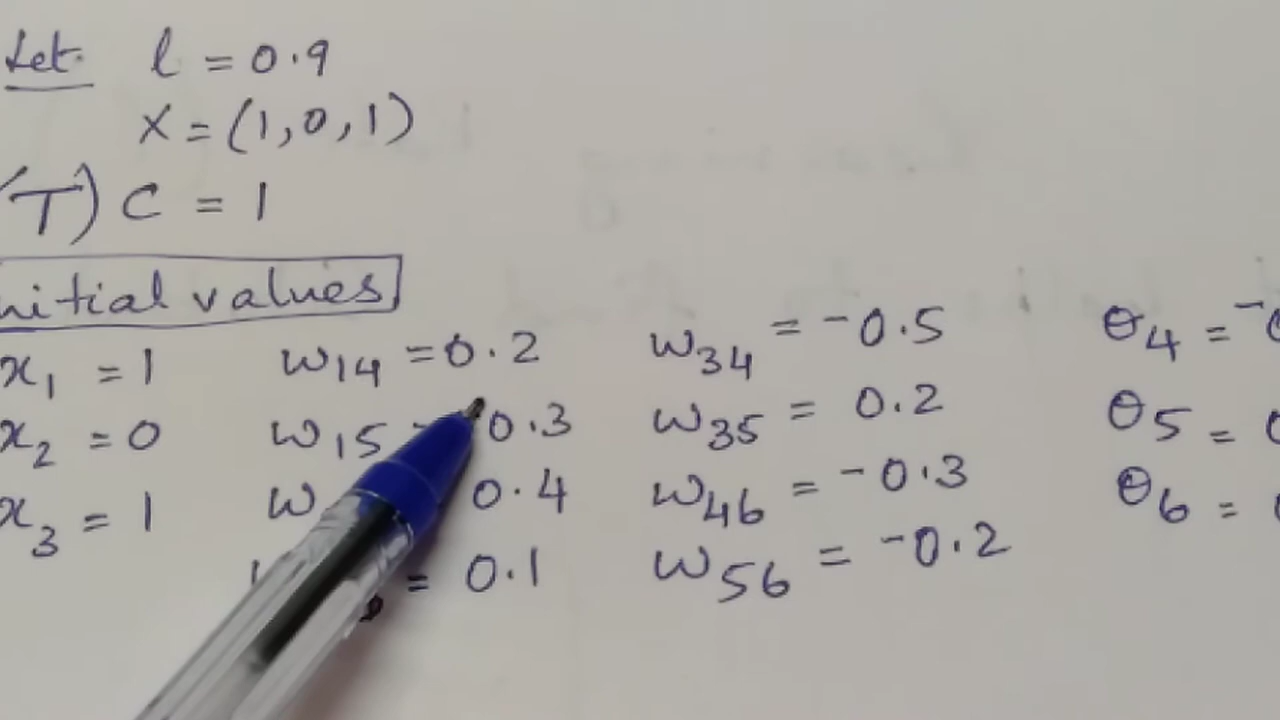 Let. l = 0.9
X = (1,0,1)
(T) C = 1
nitial values
x1 = 1 w14 = 0.2 w34 = -0.5 θ4 = -0
x2 = 0 w15 0.3 w35 = 0.2 θ5 = 0
x3 = 1 w 0.4 w46 = -0.3 θ6 =
= 0.1 w56 = -0.2